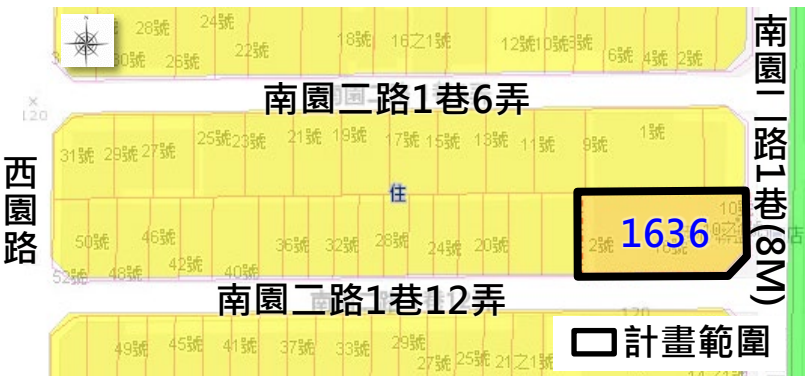 28號 24號
30號 26號 22號 18號 16之1號 12號 10號 8號 6號 4號 2號
南園二路1巷6弄
120
31號 29號 27號 25號 23號 21號 19號 17號 15號 13號 11號 9號 1號
西園路
住
南園二路1巷(8M)
50號 46號 36號 32號 28號 24號 20號 2號
1636
52號 48號 42號 40號
南園二路1巷12弄
120
計畫範圍
49號 45號 41號 37號 33號 29號 27號 25號 21之1號